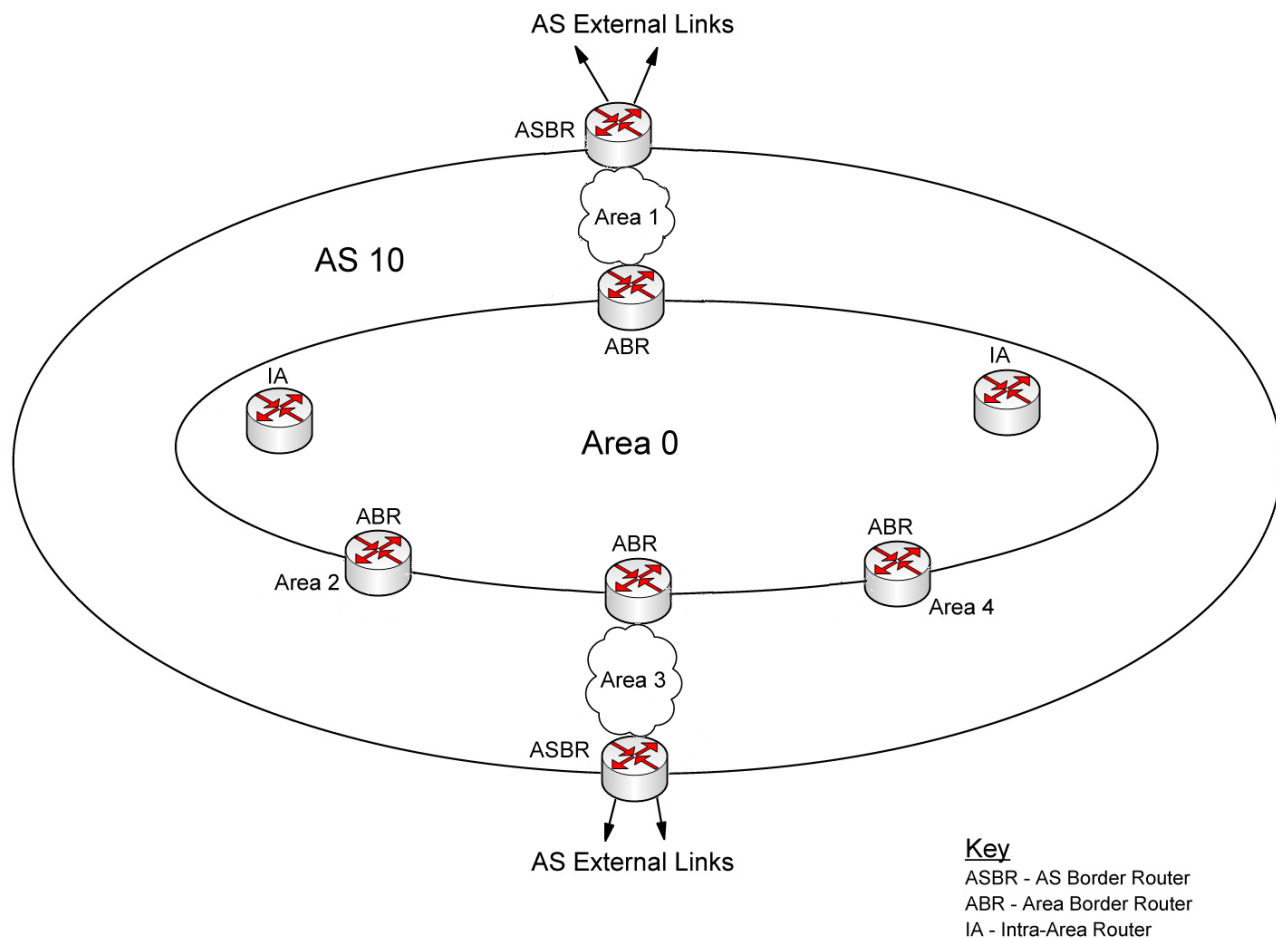 AS External Links
ASBR
Area 1
AS 10
ABR
IA
IA
Area 0
ABR
ABR
ABR
Area 2
Area 4
Area 3
ASBR
AS External Links
Key
ASBR - AS Border Router
ABR - Area Border Router
IA - Intra-Area Router